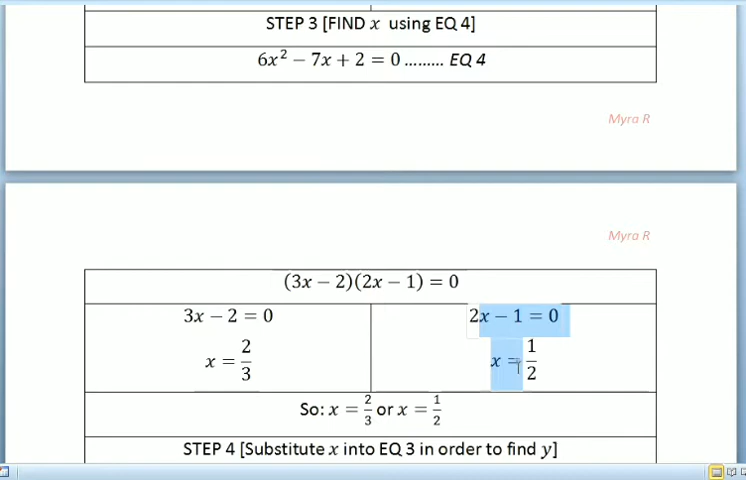 STEP 3 [FIND x using EQ 4]
6x² − 7x + 2 = 0 ......... EQ 4
Myra R
Myra R
(3x − 2)(2x − 1) = 0
3x − 2 = 0
x = 2/3
2x − 1 = 0
x = 1/2
So: x = 2/3 or x = 1/2
STEP 4 [Substitute x into EQ 3 in order to find y]